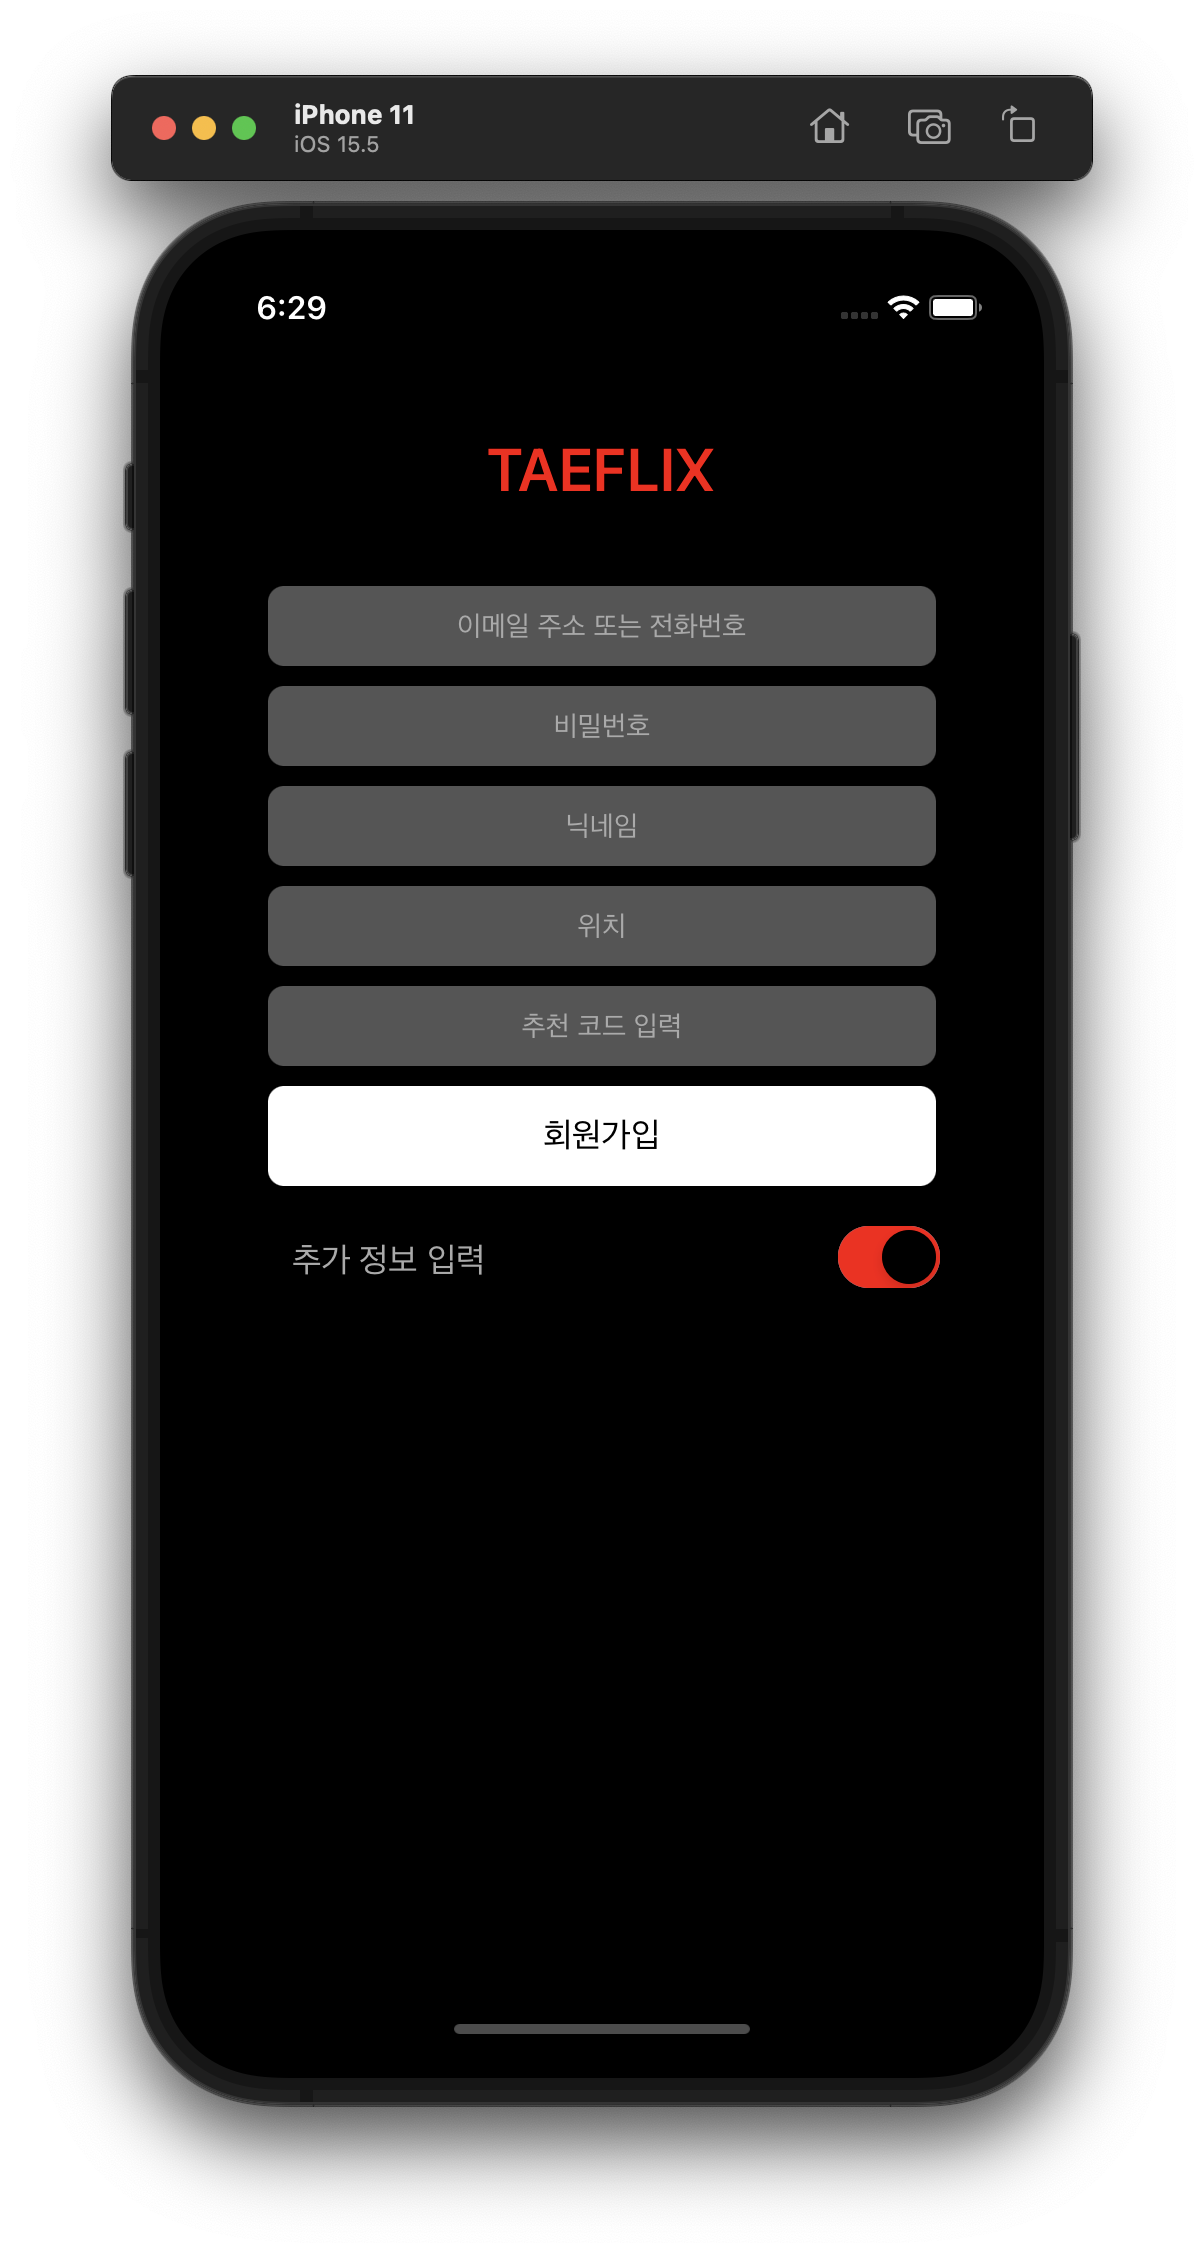 iPhone 11
iOS 15.5
6:29
TAEFLIX
이메일 주소 또는 전화번호
비밀번호
닉네임
위치
추천 코드 입력
회원가입
추가 정보 입력